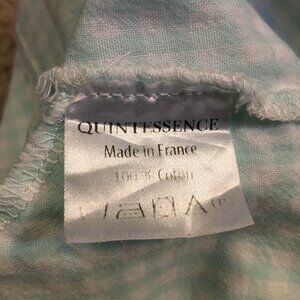 QUINTESSENCE
Made in France
100 % Coton